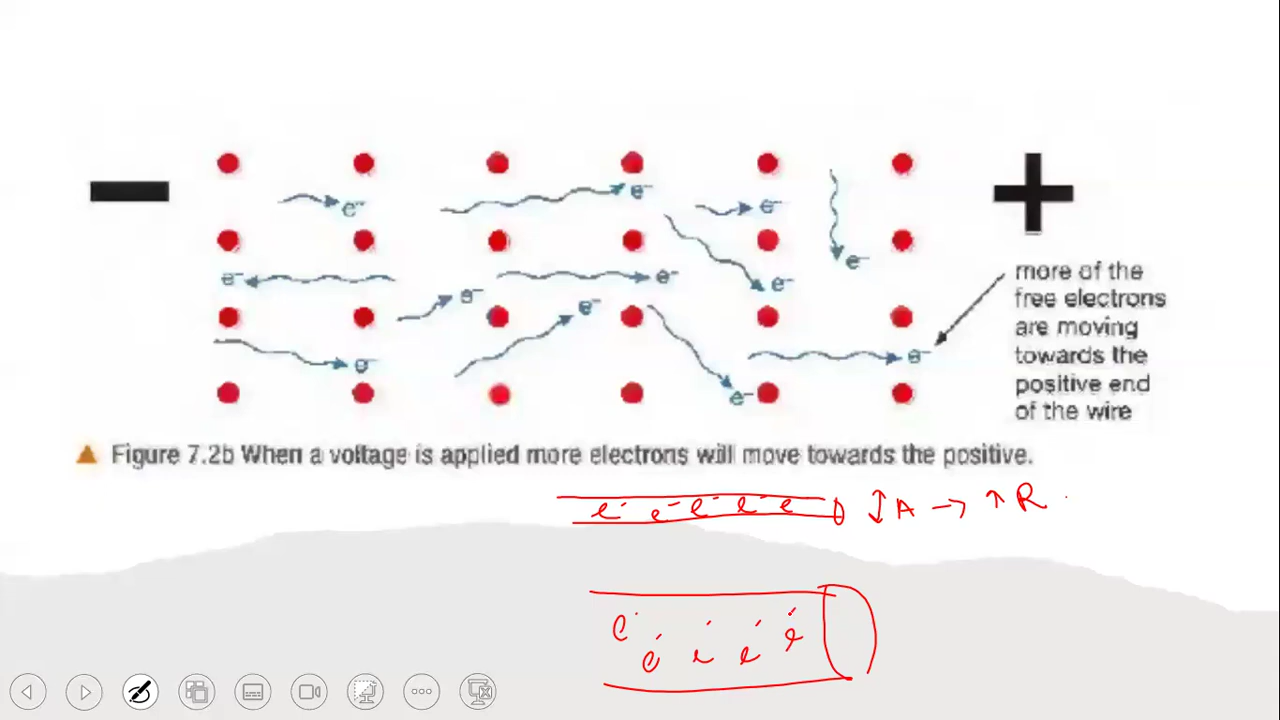 −
+
e⁻ e⁻ e⁻
e⁻ e⁻ e⁻ e⁻
e⁻ e⁻
e⁻ e⁻ e⁻
more of the
free electrons
are moving
towards the
positive end
of the wire
▲ Figure 7.2b When a voltage is applied more electrons will move towards the positive.
e⁻ e⁻ e⁻ e⁻ e⁻ ↓A → ↑R
e⁻ e⁻ e⁻ e⁻ e⁻